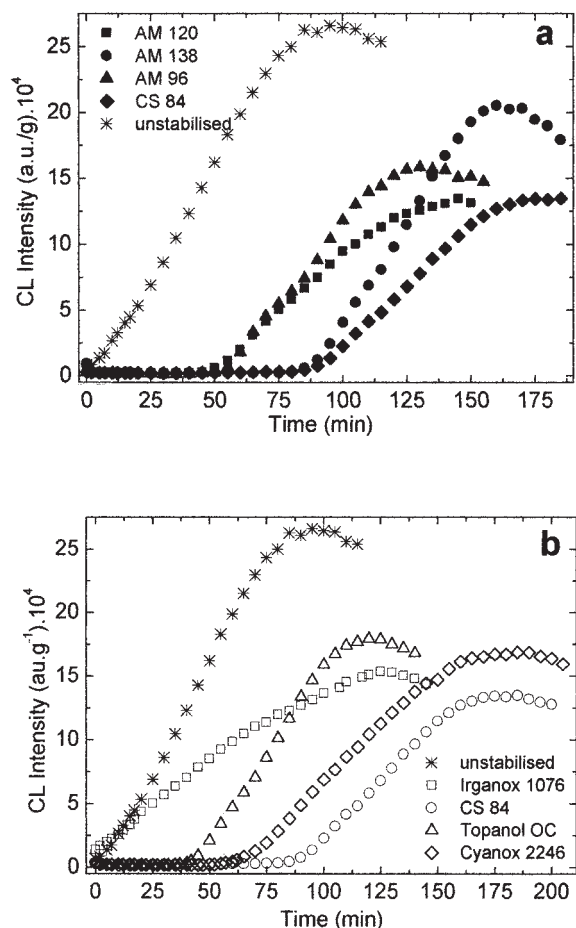 a
AM 120
AM 138
AM 96
CS 84
unstabilised
25
20
15
10
5
0
CL Intensity (a.u./g).10⁴
0 25 50 75 100 125 150 175
Time (min)
b
25
20
15
10
5
0
CL Intensity (au.g⁻¹).10⁴
unstabilised
Irganox 1076
CS 84
Topanol OC
Cyanox 2246
0 25 50 75 100 125 150 175 200
Time (min)